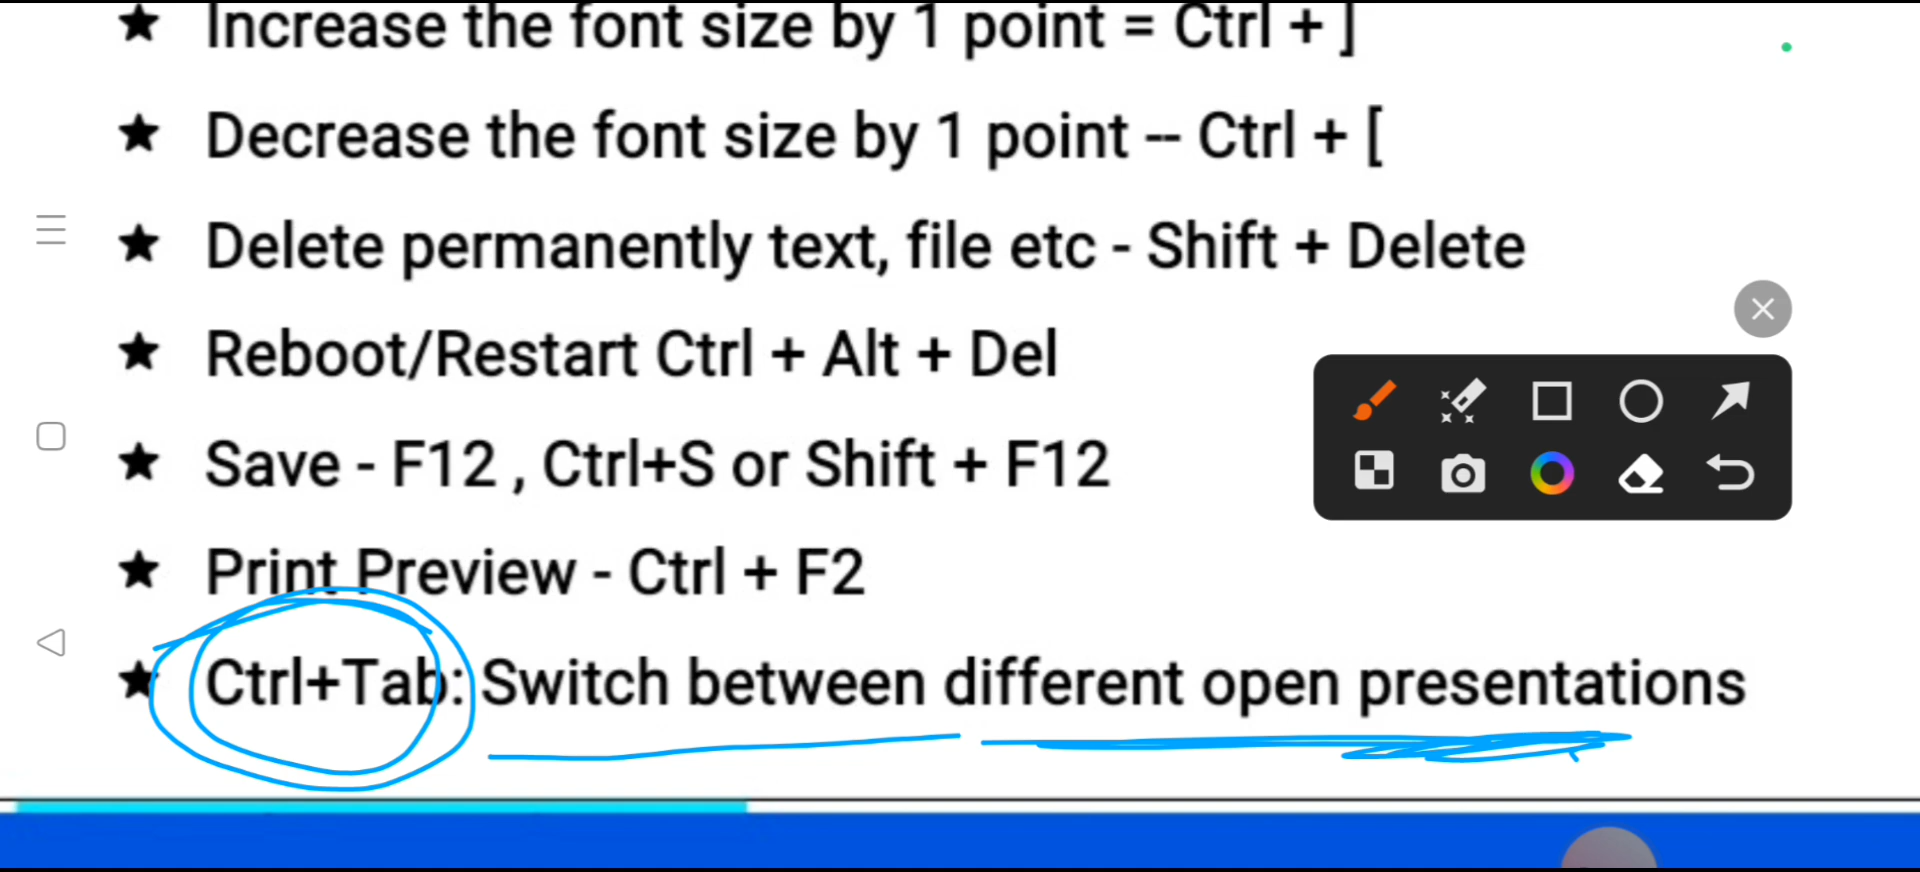 ★ Increase the font size by 1 point = Ctrl + ]
★ Decrease the font size by 1 point -- Ctrl + [
★ Delete permanently text, file etc - Shift + Delete
★ Reboot/Restart Ctrl + Alt + Del
★ Save - F12 , Ctrl+S or Shift + F12
★ Print Preview - Ctrl + F2
★ Ctrl+Tab: Switch between different open presentations